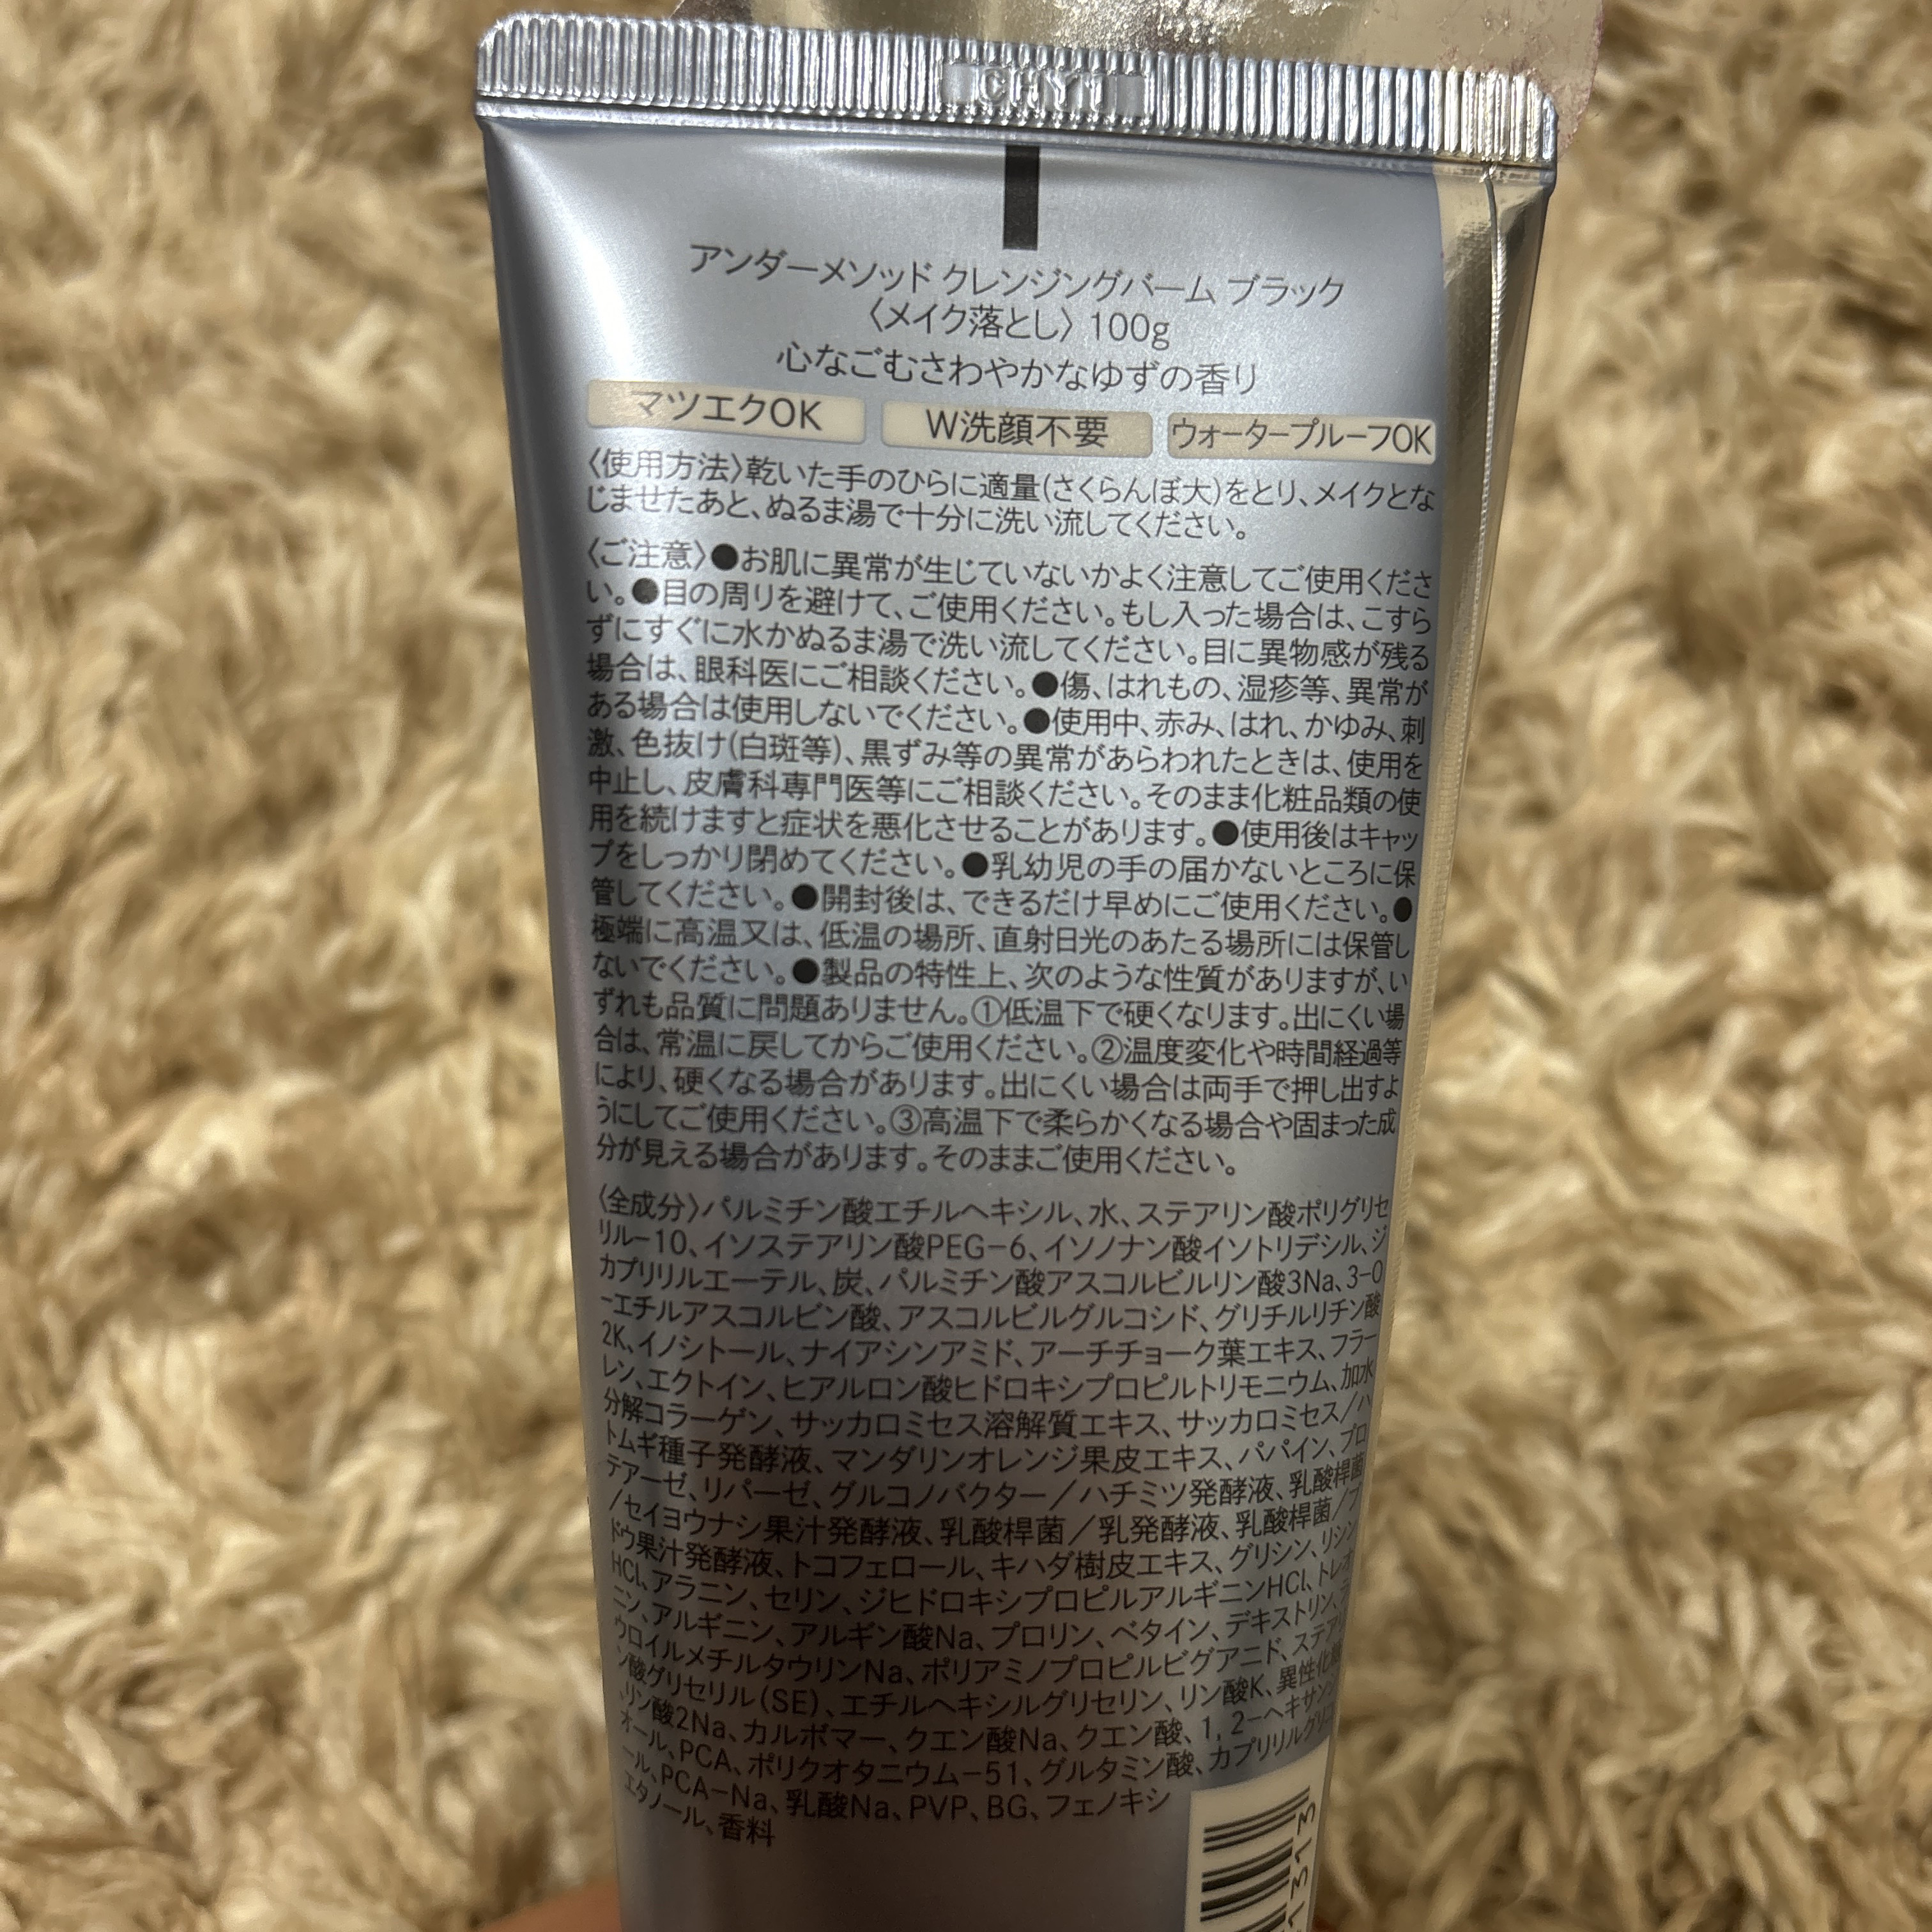 CHY1
アンダーメソッド クレンジングバーム ブラック
〈メイク落とし〉100g
心なごむさわやかなゆずの香り
マツエクOK
W洗顔不要
ウォータープルーフOK
〈使用方法〉乾いた手のひらに適量(さくらんぼ大)をとり、メイクとな
じませたあと、ぬるま湯で十分に洗い流してください。
〈ご注意〉●お肌に異常が生じていないかよく注意してご使用くださ
い。●目の周りを避けて、ご使用ください。もし入った場合は、こすら
ずにすぐに水かぬるま湯で洗い流してください。目に異物感が残る
場合は、眼科医にご相談ください。●傷、はれもの、湿疹等、異常が
ある場合は使用しないでください。●使用中、赤み、はれ、かゆみ、刺
激、色抜け(白斑等)、黒ずみ等の異常があらわれたときは、使用を
中止し、皮膚科専門医等にご相談ください。そのまま化粧品類の使
用を続けますと症状を悪化させることがあります。●使用後はキャッ
プをしっかり閉めてください。●乳幼児の手の届かないところに保
管してください。●開封後は、できるだけ早めにご使用ください。●
極端に高温又は、低温の場所、直射日光のあたる場所には保管し
ないでください。●製品の特性上、次のような性質がありますが、い
ずれも品質に問題ありません。①低温下で硬くなります。出にくい場
合は、常温に戻してからご使用ください。②温度変化や時間経過等
により、硬くなる場合があります。出にくい場合は両手で押し出すよ
うにしてご使用ください。③高温下で柔らかくなる場合や固まった成
分が見える場合があります。そのままご使用ください。
〈全成分〉パルミチン酸エチルヘキシル、水、ステアリン酸ポリグリセ
リル−10、イソステアリン酸PEG−6、イソノナン酸イソトリデシル、ジ
カプリリルエーテル、炭、パルミチン酸アスコルビルリン酸3Na、3−O
−エチルアスコルビン酸、アスコルビルグルコシド、グリチルリチン酸
2K、イノシトール、ナイアシンアミド、アーチチョーク葉エキス、フラー
レン、エクトイン、ヒアルロン酸ヒドロキシプロピルトリモニウム、加水
分解コラーゲン、サッカロミセス溶解質エキス、サッカロミセス／ハ
トムギ種子発酵液、マンダリンオレンジ果皮エキス、パパイン、プロ
テアーゼ、リパーゼ、グルコノバクター／ハチミツ発酵液、乳酸桿菌
／セイヨウナシ果汁発酵液、乳酸桿菌／乳発酵液、乳酸桿菌／ブ
ドウ果汁発酵液、トコフェロール、キハダ樹皮エキス、グリシン、リシン
HCl、アラニン、セリン、ジヒドロキシプロピルアルギニンHCl、トレオ
ニン、アルギニン、アルギン酸Na、プロリン、ベタイン、デキストリン、
ウロイルメチルタウリンNa、ポリアミノプロピルビグアニド、ステアリ
ン酸グリセリル(SE)、エチルヘキシルグリセリン、リン酸K、異性化
リン酸2Na、カルボマー、クエン酸Na、クエン酸、1, 2−ヘキサンジ
オール、PCA、ポリクオタニウム−51、グルタミン酸、カプリリルグリコ
ール、PCA−Na、乳酸Na、PVP、BG、フェノキシ
エタノール、香料
1313